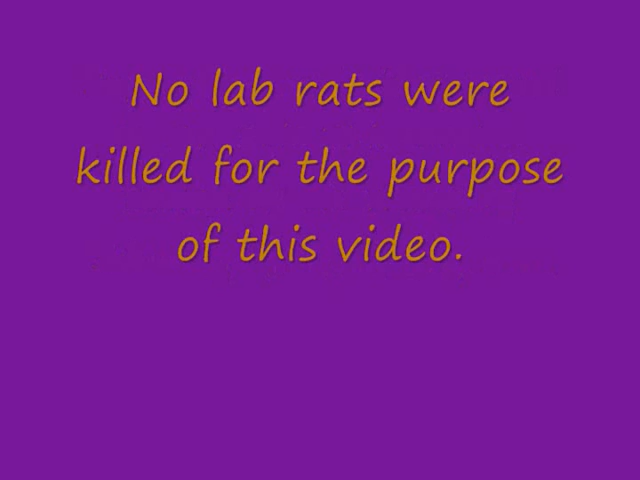 No lab rats were
killed for the purpose
of this video.